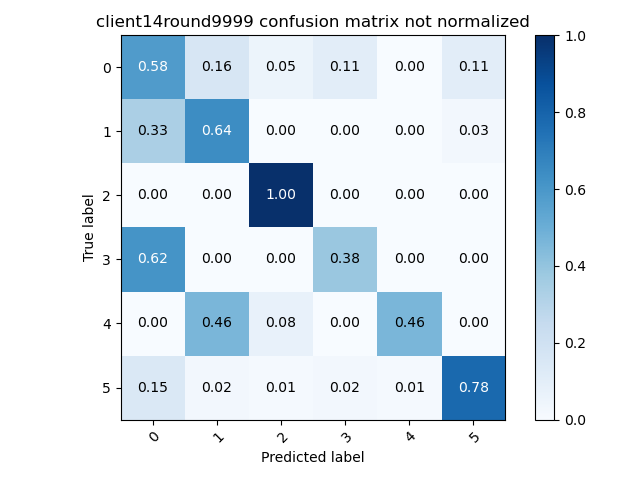 client14round9999 confusion matrix not normalized
0 0.58 0.16 0.05 0.11 0.00 0.11
1 0.33 0.64 0.00 0.00 0.00 0.03
2 0.00 0.00 1.00 0.00 0.00 0.00
3 0.62 0.00 0.00 0.38 0.00 0.00
4 0.00 0.46 0.08 0.00 0.46 0.00
5 0.15 0.02 0.01 0.02 0.01 0.78
0 1 2 3 4 5
True label
Predicted label
1.0
0.8
0.6
0.4
0.2
0.0